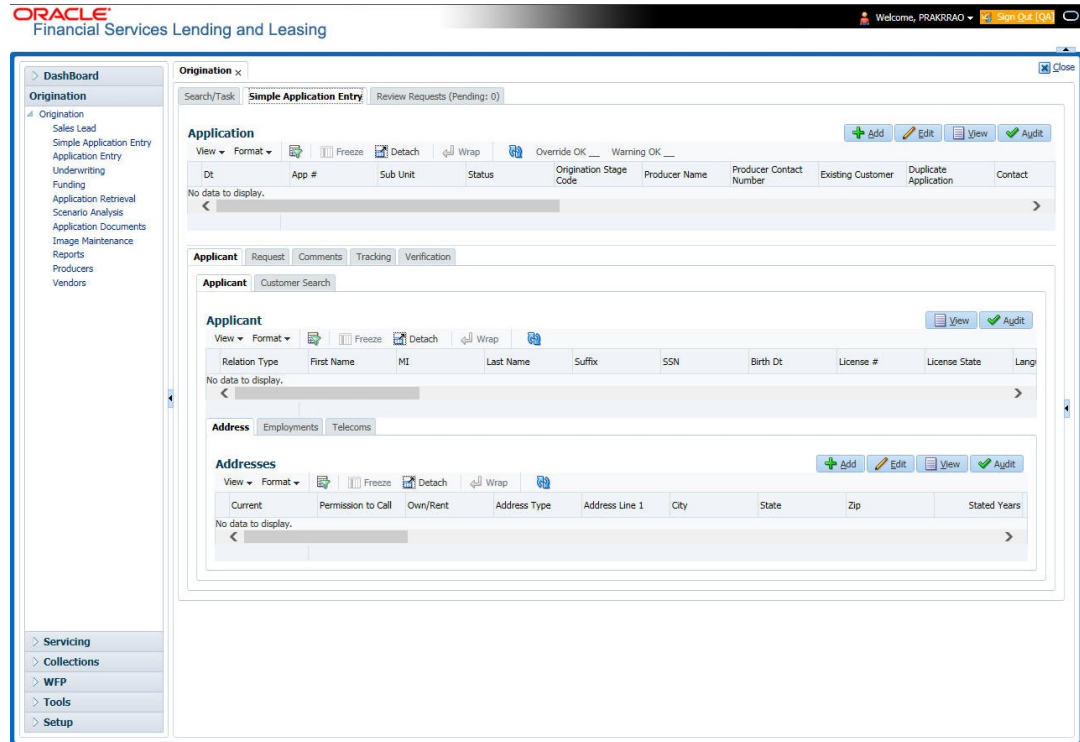 ORACLE
Financial Services Lending and Leasing
Welcome, PRAKRRAO
Sign Out [QA]
DashBoard
Origination
Origination
Sales Lead
Simple Application Entry
Application Entry
Underwriting
Funding
Application Retrieval
Scenario Analysis
Application Documents
Image Maintenance
Reports
Producers
Vendors
Servicing
Collections
WFP
Tools
Setup
Origination
Close
Search/Task Simple Application Entry Review Requests (Pending: 0)
Application
Add Edit View Audit
View Format Freeze Detach Wrap Override OK __ Warning OK __
Dt App # Sub Unit Status Origination Stage Code Producer Name Producer Contact Number Existing Customer Duplicate Application Contact
No data to display.
Applicant Request Comments Tracking Verification
Applicant Customer Search
Applicant
View Audit
View Format Freeze Detach Wrap
Relation Type First Name MI Last Name Suffix SSN Birth Dt License # License State Lang
No data to display.
Address Employments Telecoms
Addresses
Add Edit View Audit
View Format Freeze Detach Wrap
Current Permission to Call Own/Rent Address Type Address Line 1 City State Zip Stated Years
No data to display.